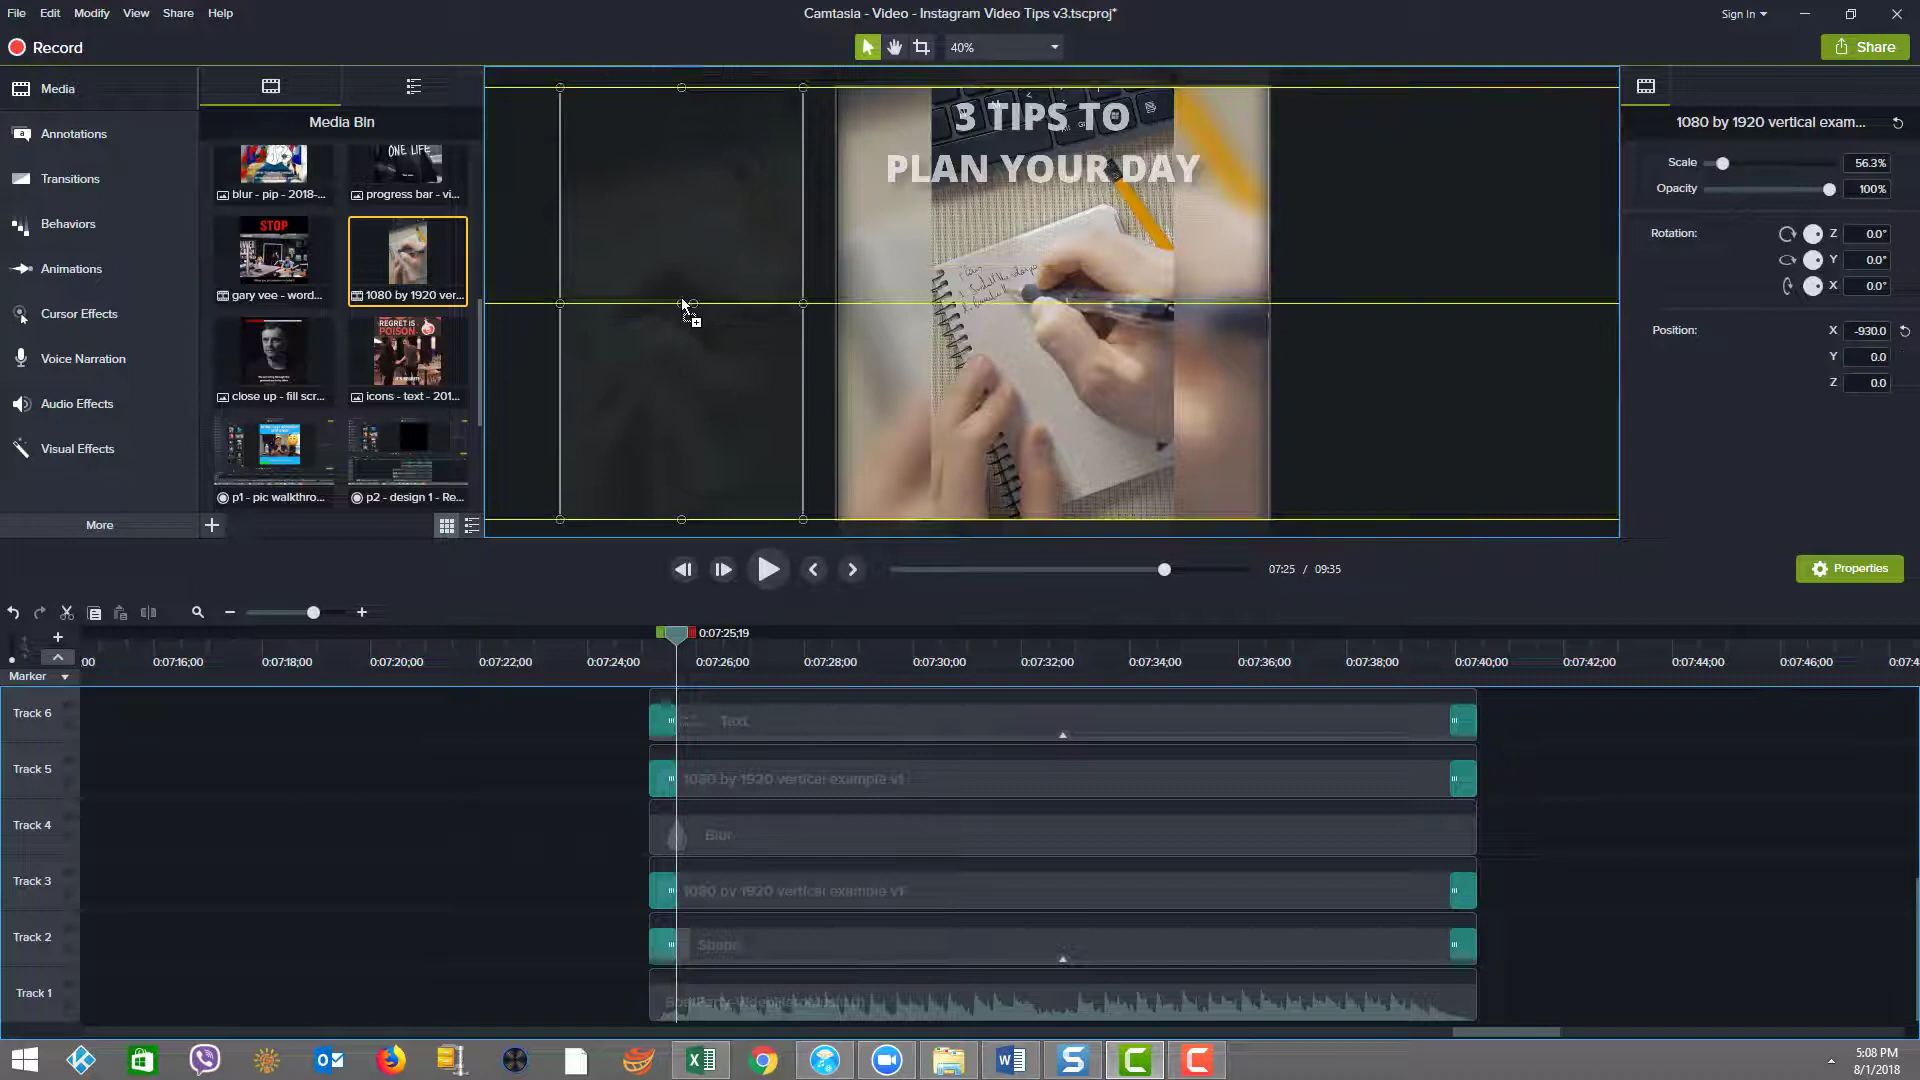 File Edit Modify View Share Help
Camtasia - Video - Instagram Video Tips v3.tscproj*
Sign In
Record
40%
Share
Media
Annotations
Transitions
Behaviors
Animations
Cursor Effects
Voice Narration
Audio Effects
Visual Effects
More
Media Bin
ONE LIFE
blur - pip - 2018-...
progress bar - vi...
STOP
gary vee - word...
1080 by 1920 ver...
REGRET IS
POISON
close up - fill scr...
icons - text - 201...
p1 - pic walkthro...
p2 - design 1 - Re...
3 TIPS TO
PLAN YOUR DAY
1080 by 1920 vertical exam...
Scale 56.3%
Opacity 100%
Rotation: Z 0.0°
Y 0.0°
X 0.0°
Position: X -930.0
Y 0.0
Z 0.0
07:25 / 09:35
Properties
0:07:25;19
:00 0:07:16;00 0:07:18;00 0:07:20;00 0:07:22;00 0:07:24;00 0:07:26;00 0:07:28;00 0:07:30;00 0:07:32;00 0:07:34;00 0:07:36;00 0:07:38;00 0:07:40;00 0:07:42;00 0:07:44;00 0:07:46;00 0:07:4
Marker
Track 6 Text
Track 5 1080 by 1920 vertical example v1
Track 4 Blur
Track 3 1080 by 1920 vertical example v1
Track 2 Shape
Track 1
5:08 PM
8/1/2018